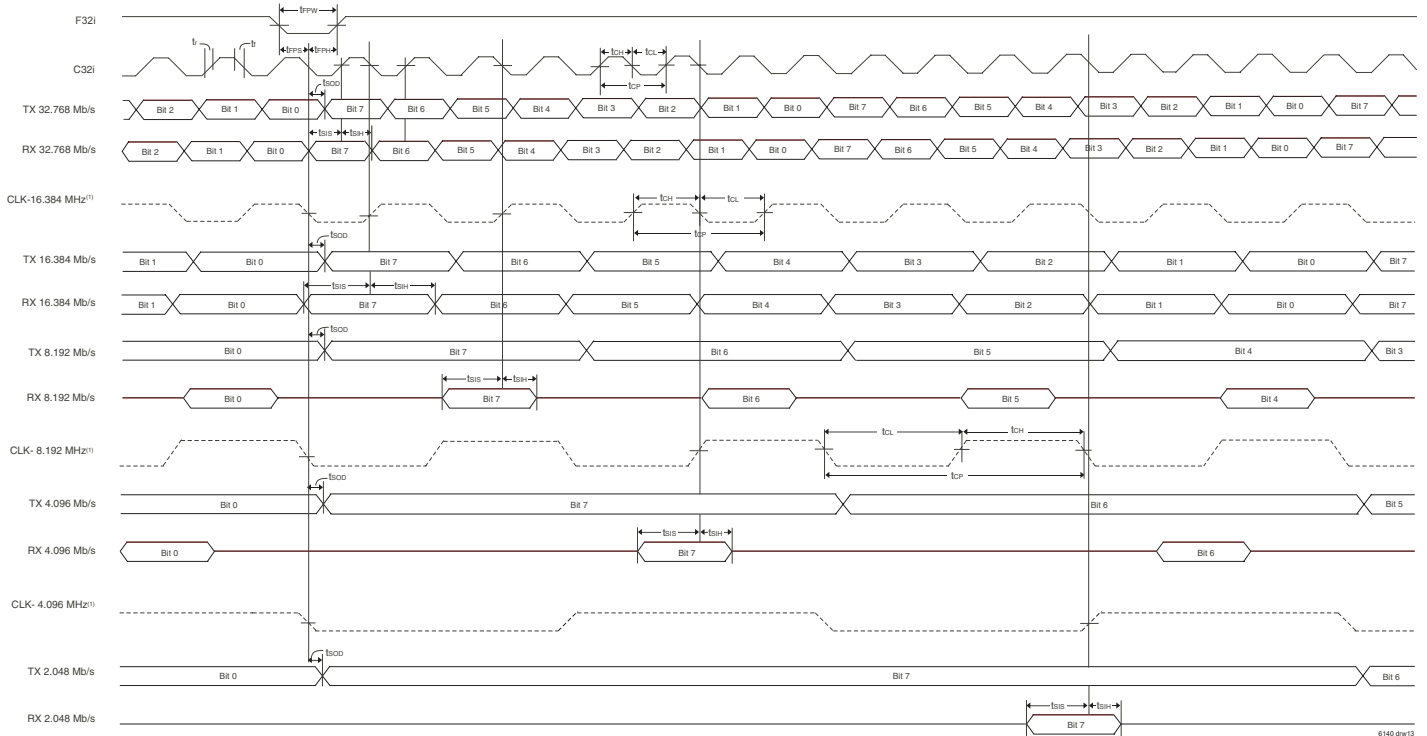 F32i
tFPW
tFPS tFPH
C32i
tr tf tCH tCL
tCP
tSOD
TX 32.768 Mb/s Bit 2 Bit 1 Bit 0 Bit 7 Bit 6 Bit 5 Bit 4 Bit 3 Bit 2 Bit 1 Bit 0 Bit 7 Bit 6 Bit 5 Bit 4 Bit 3 Bit 2 Bit 1 Bit 0 Bit 7
tSIS tSIH
RX 32.768 Mb/s Bit 2 Bit 1 Bit 0 Bit 7 Bit 6 Bit 5 Bit 4 Bit 3 Bit 2 Bit 1 Bit 0 Bit 7 Bit 6 Bit 5 Bit 4 Bit 3 Bit 2 Bit 1 Bit 0 Bit 7
CLK-16.384 MHz(1)
tCH tCL
tCP
tSOD
TX 16.384 Mb/s Bit 1 Bit 0 Bit 7 Bit 6 Bit 5 Bit 4 Bit 3 Bit 2 Bit 1 Bit 0 Bit 7
tSIS tSIH
RX 16.384 Mb/s Bit 1 Bit 0 Bit 7 Bit 6 Bit 5 Bit 4 Bit 3 Bit 2 Bit 1 Bit 0 Bit 7
tSOD
TX 8.192 Mb/s Bit 0 Bit 7 Bit 6 Bit 5 Bit 4 Bit 3
tSIS tSIH
RX 8.192 Mb/s Bit 0 Bit 7 Bit 6 Bit 5 Bit 4
CLK- 8.192 MHz(1)
tCL tCH
tCP
tSOD
TX 4.096 Mb/s Bit 0 Bit 7 Bit 6 Bit 5
tSIS tSIH
RX 4.096 Mb/s Bit 0 Bit 7 Bit 6
CLK- 4.096 MHz(1)
tSOD
TX 2.048 Mb/s Bit 0 Bit 7 Bit 6
tSIS tSIH
RX 2.048 Mb/s Bit 7
6140 drw13